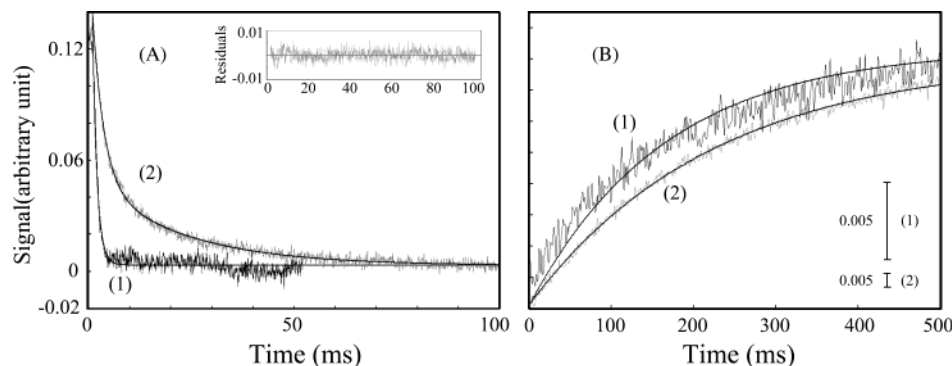 0.12
0.06
0
-0.02
Signal(arbitrary unit)
(A)
Residuals
0.01
-0.01
0 20 40 60 80 100
(2)
(1)
0 50 100
Time (ms)
(B)
(1)
(2)
0.005 (1)
0.005 (2)
0 100 200 300 400 500
Time (ms)